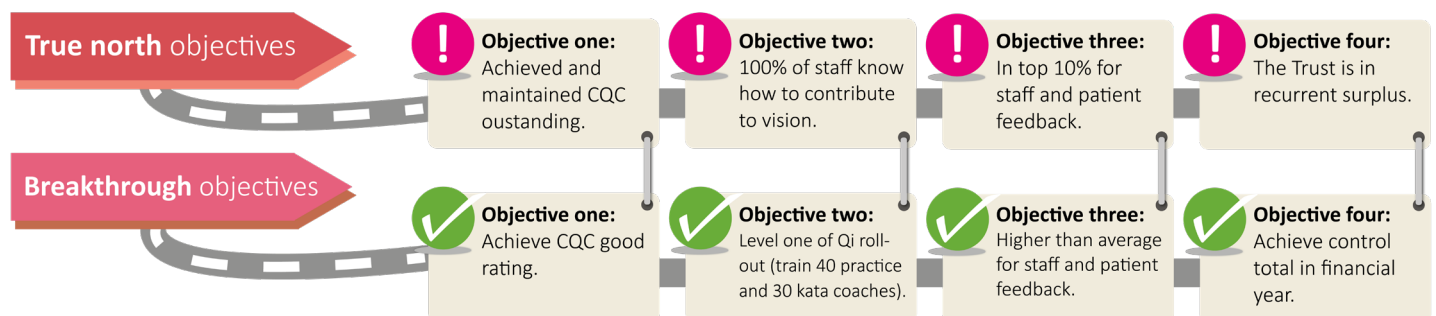 True north objectives
Objective one:
Achieved and
maintained CQC
oustanding.
Objective two:
100% of staff know
how to contribute
to vision.
Objective three:
In top 10% for
staff and patient
feedback.
Objective four:
The Trust is in
recurrent surplus.
Breakthrough objectives
Objective one:
Achieve CQC good
rating.
Objective two:
Level one of Qi roll-
out (train 40 practice
and 30 kata coaches).
Objective three:
Higher than average
for staff and patient
feedback.
Objective four:
Achieve control
total in financial
year.